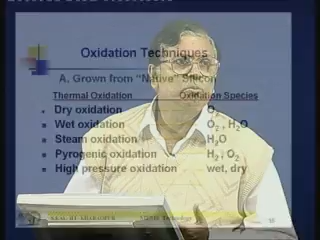 Oxidation Techniques
A. Grown from "Native" Silicon
Thermal Oxidation Oxidation Species
Dry oxidation O
Wet oxidation O2 , H2O
Steam oxidation H2O
Pyrogenic oxidation H2 , O2
High pressure oxidation wet, dry
Technology